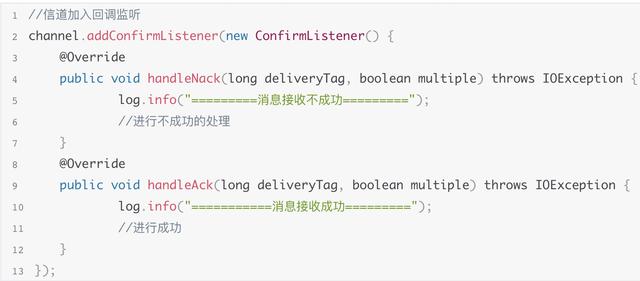 1 //信道加入回调监听
2 channel.addConfirmListener(new ConfirmListener() {
3     @Override
4     public void handleNack(long deliveryTag, boolean multiple) throws IOException {
5             log.info("=========消息接收不成功=========");
6             //进行不成功的处理
7     }
8     @Override
9     public void handleAck(long deliveryTag, boolean multiple) throws IOException {
10             log.info("===========消息接收成功=========");
11             //进行成功
12     }
13 });